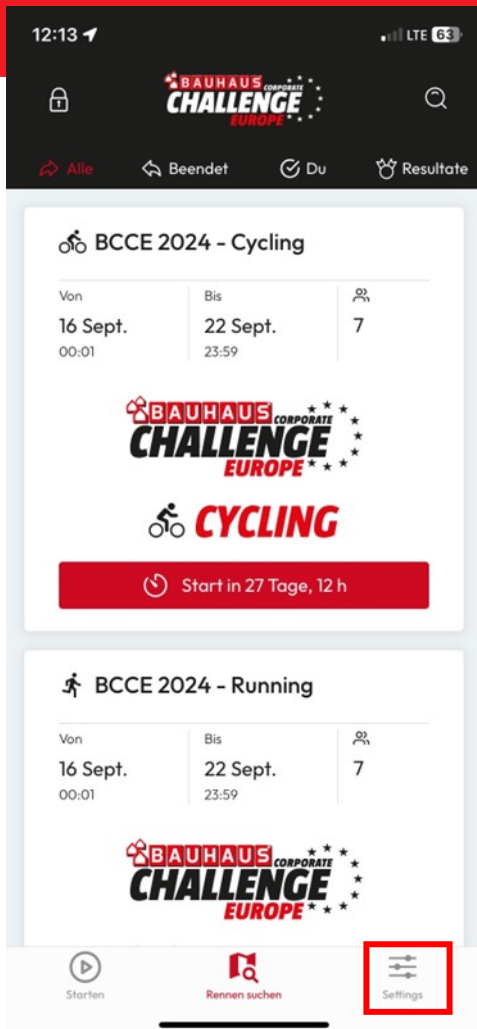 12:13 LTE 63
BAUHAUS CORPORATE
CHALLENGE
EUROPE
Alle Beendet Du Resultate
BCCE 2024 - Cycling
Von Bis
16 Sept. 22 Sept. 7
00:01 23:59
BAUHAUS CORPORATE
CHALLENGE
EUROPE
CYCLING
Start in 27 Tage, 12 h
BCCE 2024 - Running
Von Bis
16 Sept. 22 Sept. 7
00:01 23:59
BAUHAUS CORPORATE
CHALLENGE
EUROPE
Starten Rennen suchen Settings